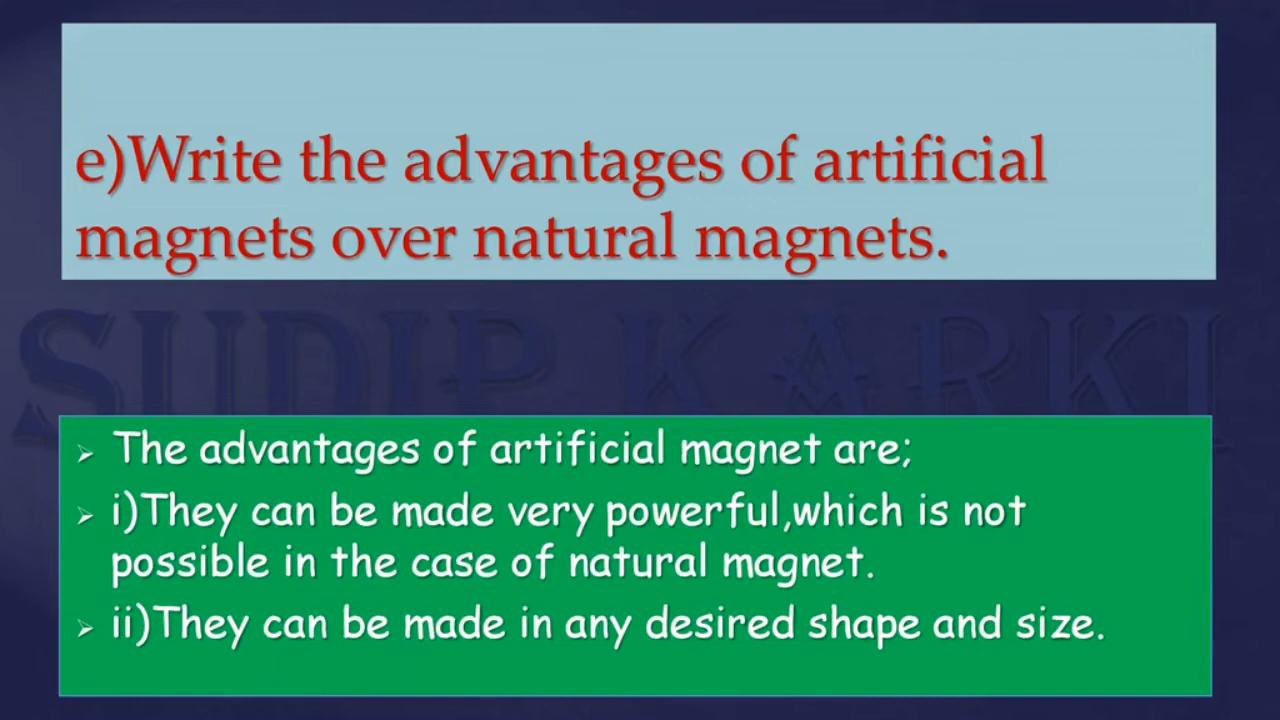 e)Write the advantages of artificial
magnets over natural magnets.
SUDIP KARKI
➢ The advantages of artificial magnet are;
➢ i)They can be made very powerful,which is not
possible in the case of natural magnet.
➢ ii)They can be made in any desired shape and size.